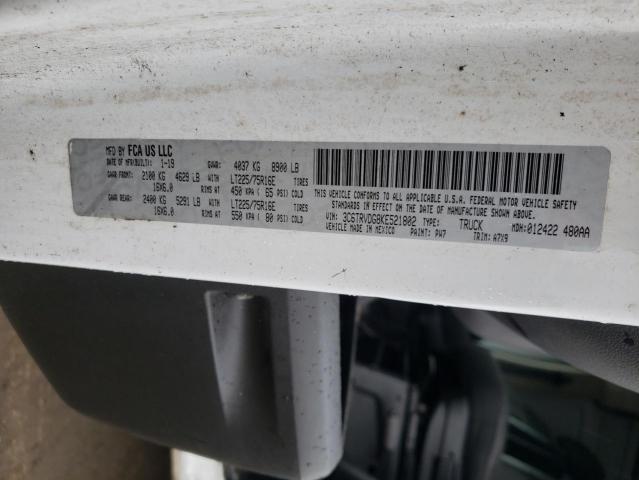 MFD BY FCA US LLC
DATE OF MFR(BUILT): 1-19 GVWR: 4037 KG 8900 LB
GAWR FRONT: 2100 KG 4629 LB LT225/75R16E TIRES
16X6.0 RIMS AT 450 KPA ( 65 PSI) COLD
GAWR REAR: 2400 KG 5291 LB LT225/75R16E TIRES
16X6.0 RIMS AT 550 KPA ( 80 PSI) COLD
THIS VEHICLE CONFORMS TO ALL APPLICABLE U.S.A. FEDERAL MOTOR VEHICLE SAFETY
STANDARDS IN EFFECT ON THE DATE OF MANUFACTURE SHOWN ABOVE.
VIN: 3C6TRVDG8KE521802 TYPE: TRUCK MDH: 012422 480AA
VEHICLE MADE IN MEXICO PAINT: PW7 TRIM: A7X9